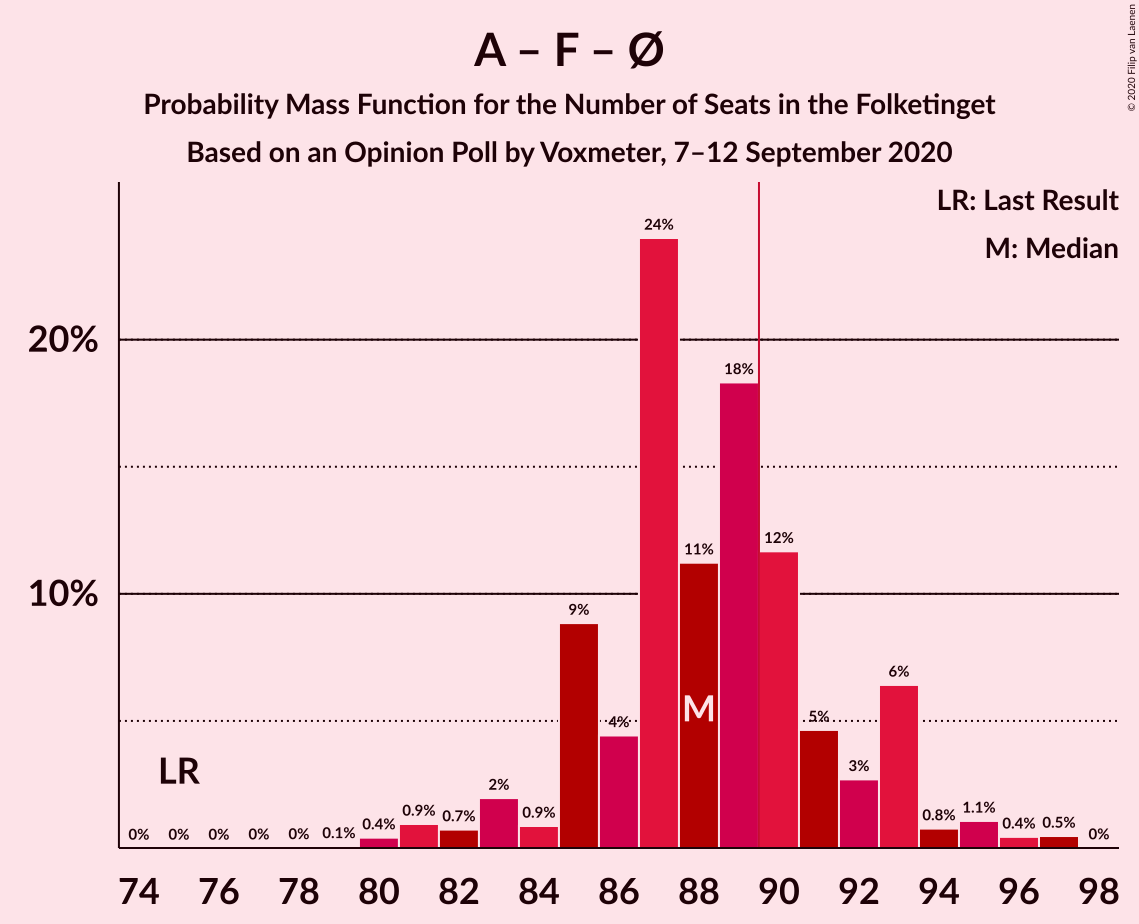 A – F – Ø
Probability Mass Function for the Number of Seats in the Folketinget
Based on an Opinion Poll by Voxmeter, 7–12 September 2020
© 2020 Filip van Laenen
LR: Last Result
M: Median
20%
10%
0% 0% 0% 0% 0% 0.1% 0.4% 0.9% 0.7% 2% 0.9% 9% 4% 24% 11% 18% 12% 5% 3% 6% 0.8% 1.1% 0.4% 0.5% 0%
LR
M
74 76 78 80 82 84 86 88 90 92 94 96 98